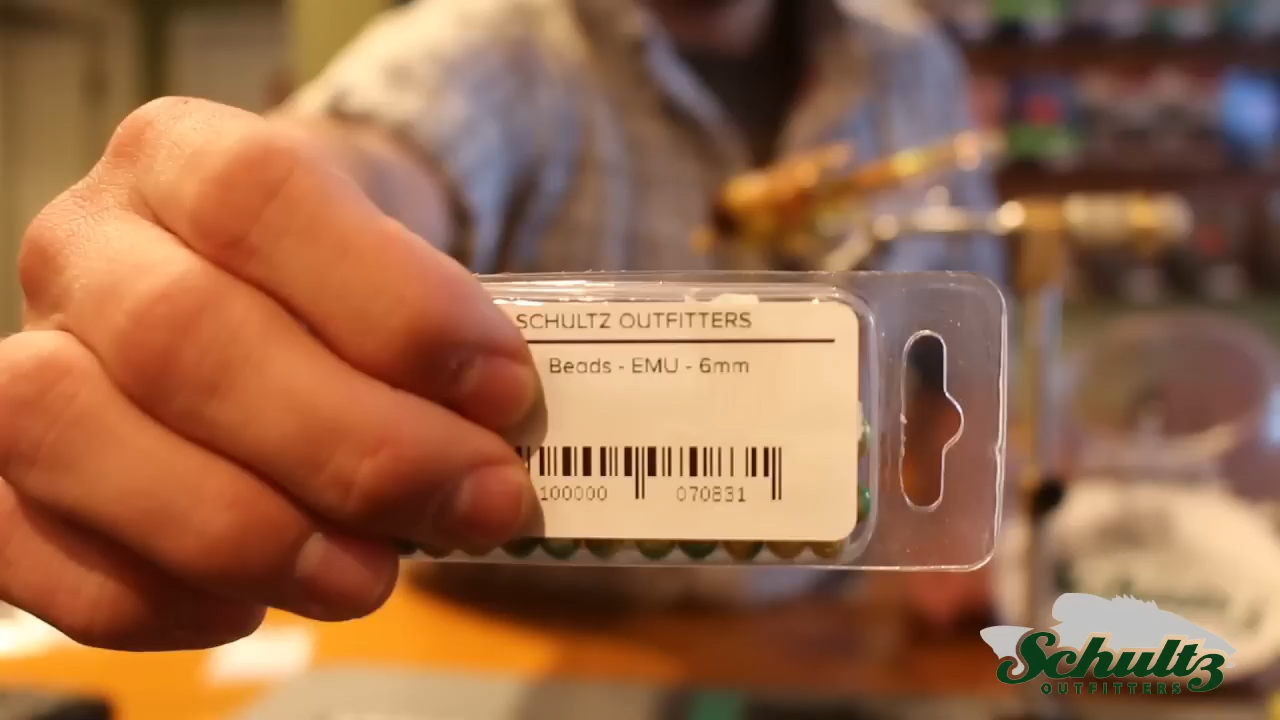 SCHULTZ OUTFITTERS
Beads - EMU - 6mm
100000 070831
Schultz
OUTFITTERS